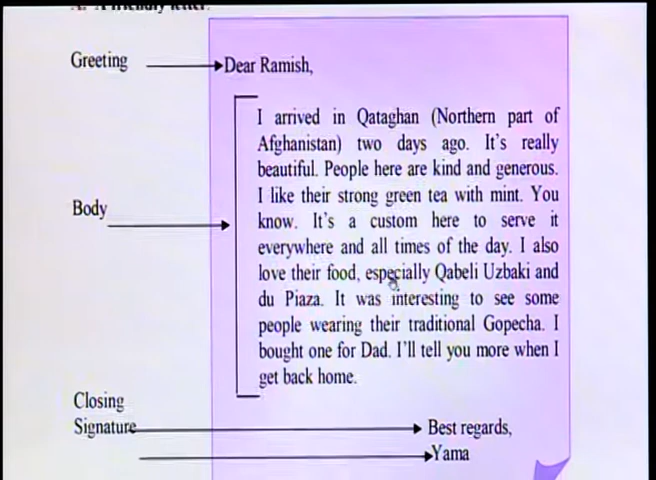 A. A friendly letter.
Greeting
Dear Ramish,
I arrived in Qataghan (Northern part of
Afghanistan) two days ago. It's really
beautiful. People here are kind and generous.
I like their strong green tea with mint. You
know. It's a custom here to serve it
everywhere and all times of the day. I also
love their food, especially Qabeli Uzbaki and
du Piaza. It was interesting to see some
people wearing their traditional Gopecha. I
bought one for Dad. I'll tell you more when I
get back home.
Body
Closing
Signature
Best regards,
Yama